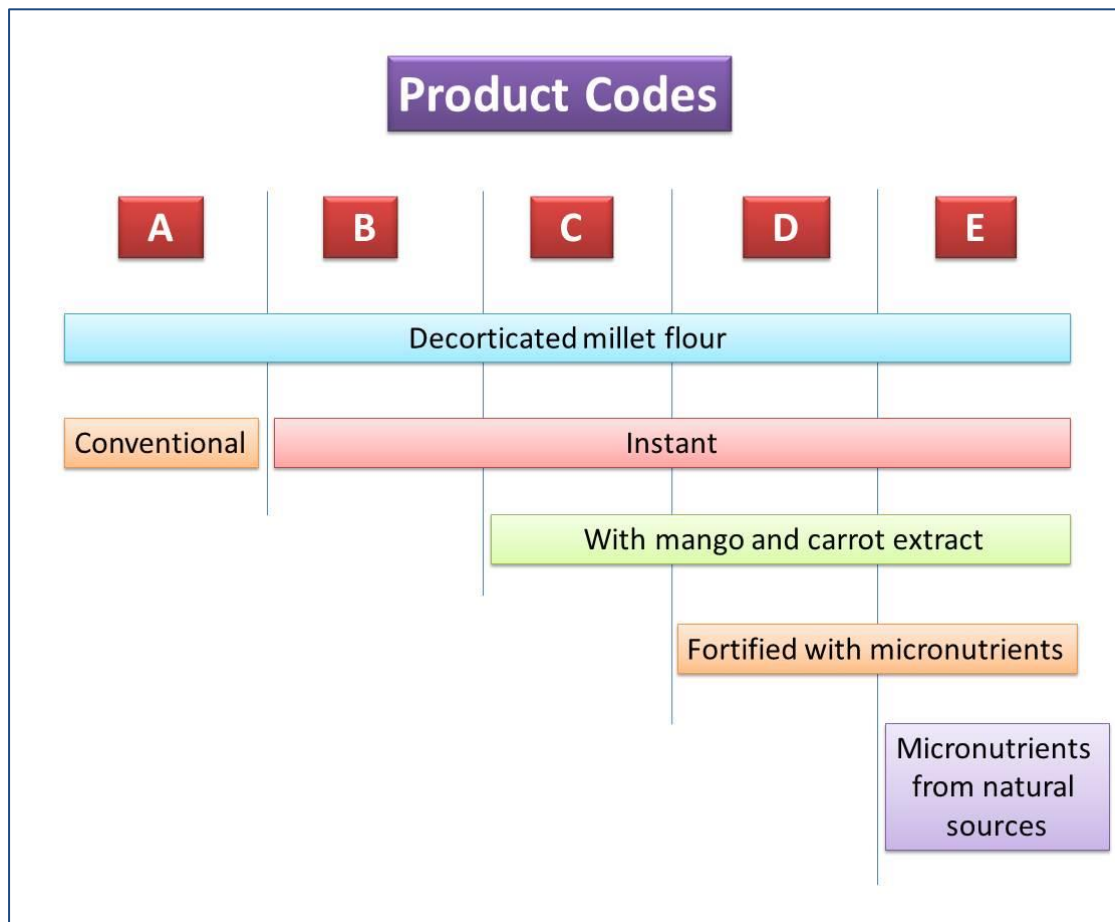 Product Codes
A B C D E
Decorticated millet flour
Conventional Instant
With mango and carrot extract
Fortified with micronutrients
Micronutrients
from natural
sources